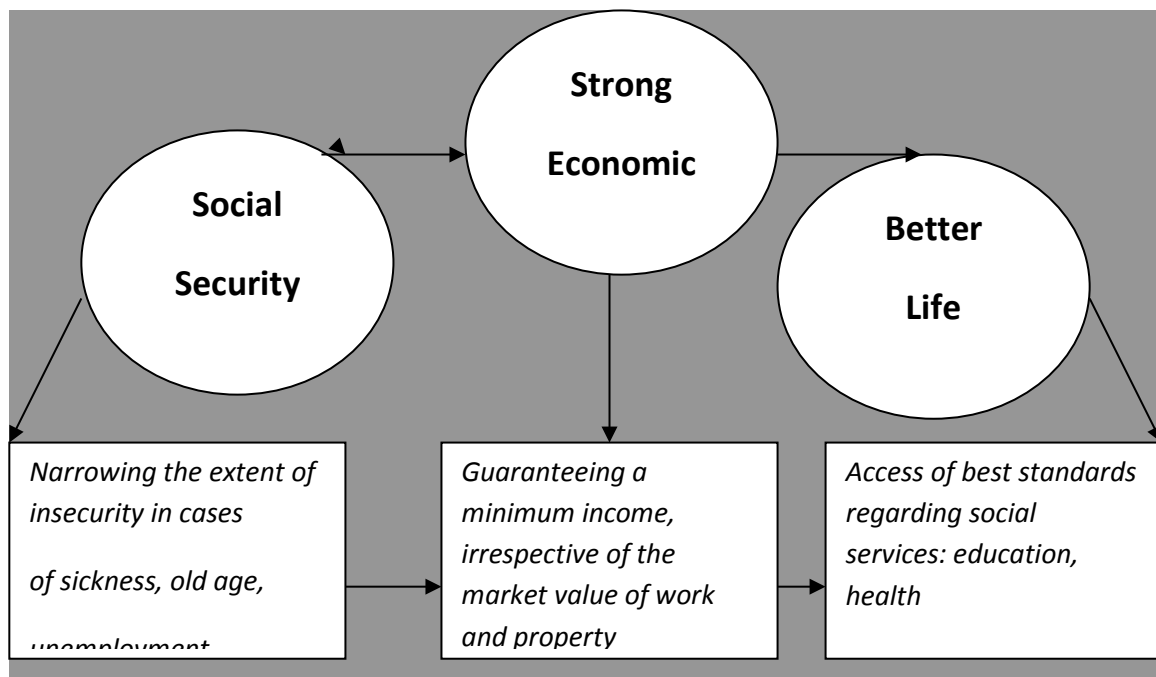 Strong
Economic
Social
Security
Better
Life
Narrowing the extent of
insecurity in cases
of sickness, old age,
unemployment
Guaranteeing a
minimum income,
irrespective of the
market value of work
and property
Access of best standards
regarding social
services: education,
health